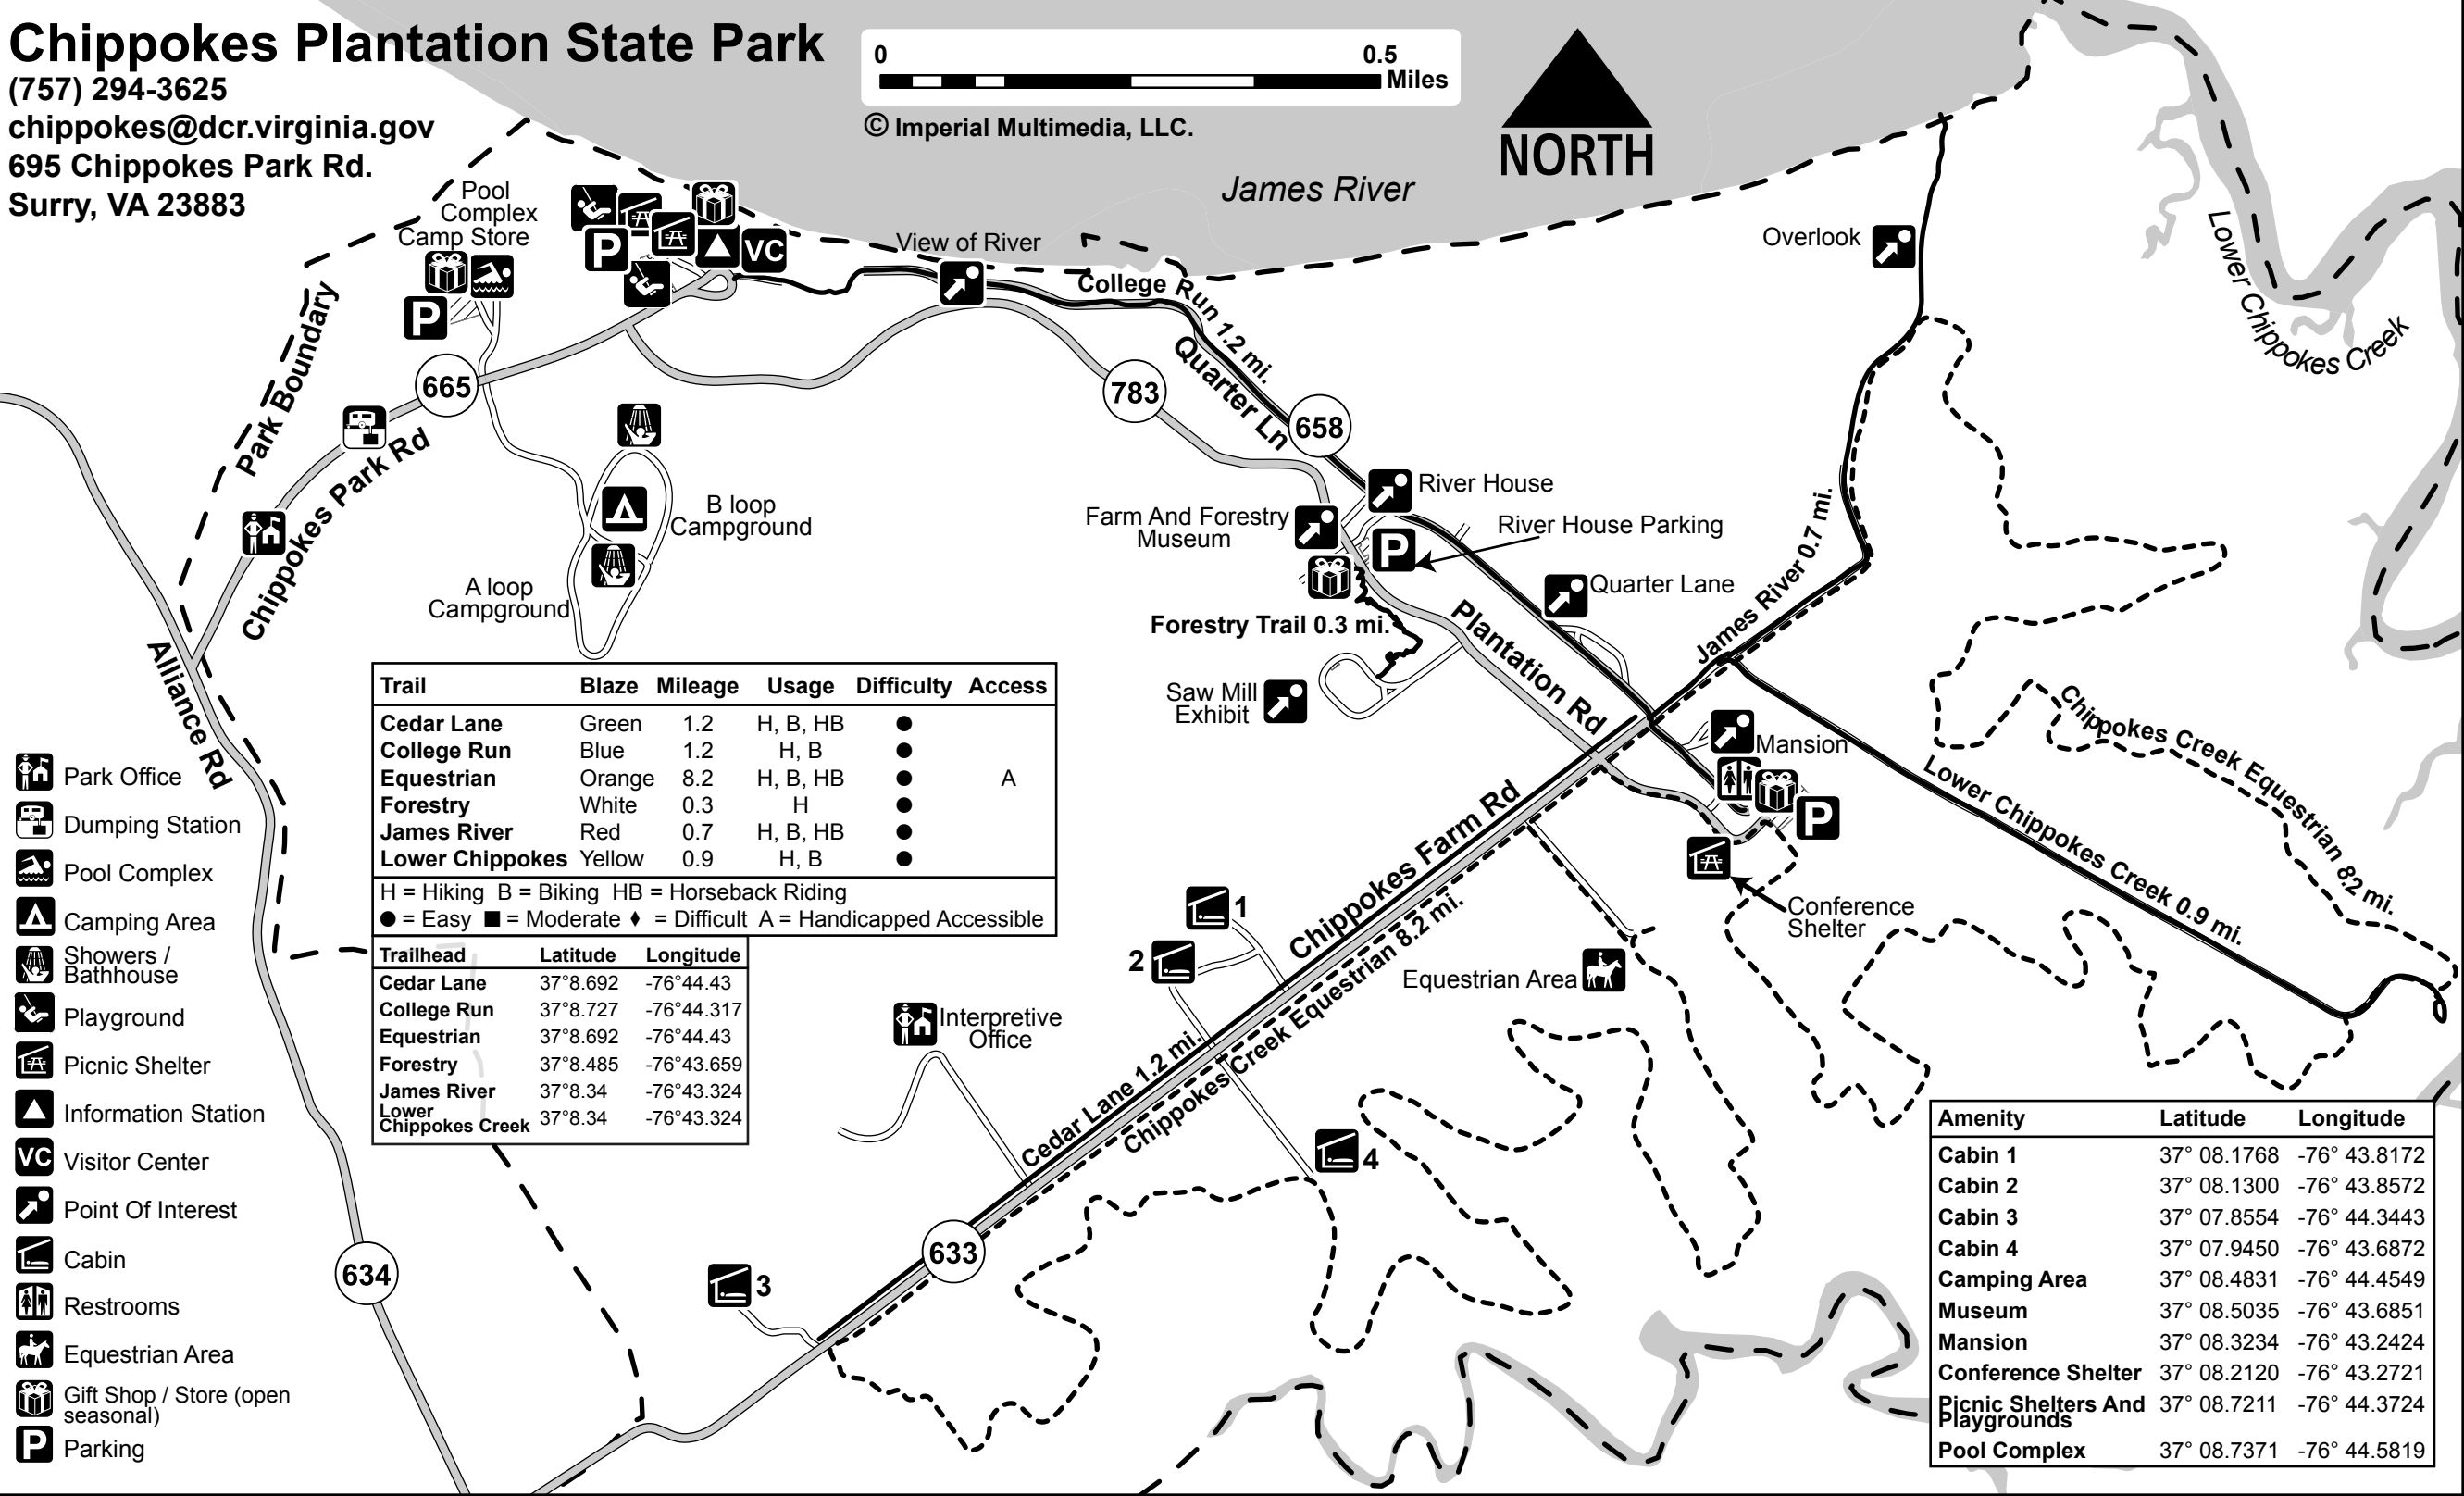 Chippokes Plantation State Park
(757) 294-3625
chippokes@dcr.virginia.gov
695 Chippokes Park Rd.
Surry, VA 23883
0 0.5
Miles
© Imperial Multimedia, LLC.
NORTH
James River
Pool
Complex
Camp Store
P
P
VC
View of River
College Run 1.2 mi.
Quarter Ln
Overlook
Lower Chippokes Creek
Park Boundary
665
783
658
Chippokes Park Rd
B loop
Campground
A loop
Campground
River House
Farm And Forestry
Museum
River House Parking
P
Quarter Lane
Forestry Trail 0.3 mi.
Plantation Rd
James River 0.7 mi.
Saw Mill
Exhibit
Mansion
P
Alliance Rd
Chippokes Creek Equestrian 8.2 mi.
Lower Chippokes Creek 0.9 mi.
Chippokes Farm Rd
Conference
Shelter
Chippokes Creek Equestrian 8.2 mi.
Equestrian Area
1
2
Interpretive
Office
Cedar Lane 1.2 mi.
4
633
3
634
Trail Blaze Mileage Usage Difficulty Access
Cedar Lane Green 1.2 H, B, HB ●
College Run Blue 1.2 H, B ●
Equestrian Orange 8.2 H, B, HB ● A
Forestry White 0.3 H ●
James River Red 0.7 H, B, HB ●
Lower Chippokes Yellow 0.9 H, B ●
H = Hiking B = Biking HB = Horseback Riding
● = Easy ■ = Moderate ♦ = Difficult A = Handicapped Accessible
Trailhead Latitude Longitude
Cedar Lane 37°8.692 -76°44.43
College Run 37°8.727 -76°44.317
Equestrian 37°8.692 -76°44.43
Forestry 37°8.485 -76°43.659
James River 37°8.34 -76°43.324
Lower
Chippokes Creek 37°8.34 -76°43.324
Park Office
Dumping Station
Pool Complex
Camping Area
Showers /
Bathhouse
Playground
Picnic Shelter
Information Station
VC Visitor Center
Point Of Interest
Cabin
Restrooms
Equestrian Area
Gift Shop / Store (open
seasonal)
P Parking
Amenity Latitude Longitude
Cabin 1 37° 08.1768 -76° 43.8172
Cabin 2 37° 08.1300 -76° 43.8572
Cabin 3 37° 07.8554 -76° 44.3443
Cabin 4 37° 07.9450 -76° 43.6872
Camping Area 37° 08.4831 -76° 44.4549
Museum 37° 08.5035 -76° 43.6851
Mansion 37° 08.3234 -76° 43.2424
Conference Shelter 37° 08.2120 -76° 43.2721
Picnic Shelters And
Playgrounds 37° 08.7211 -76° 44.3724
Pool Complex 37° 08.7371 -76° 44.5819